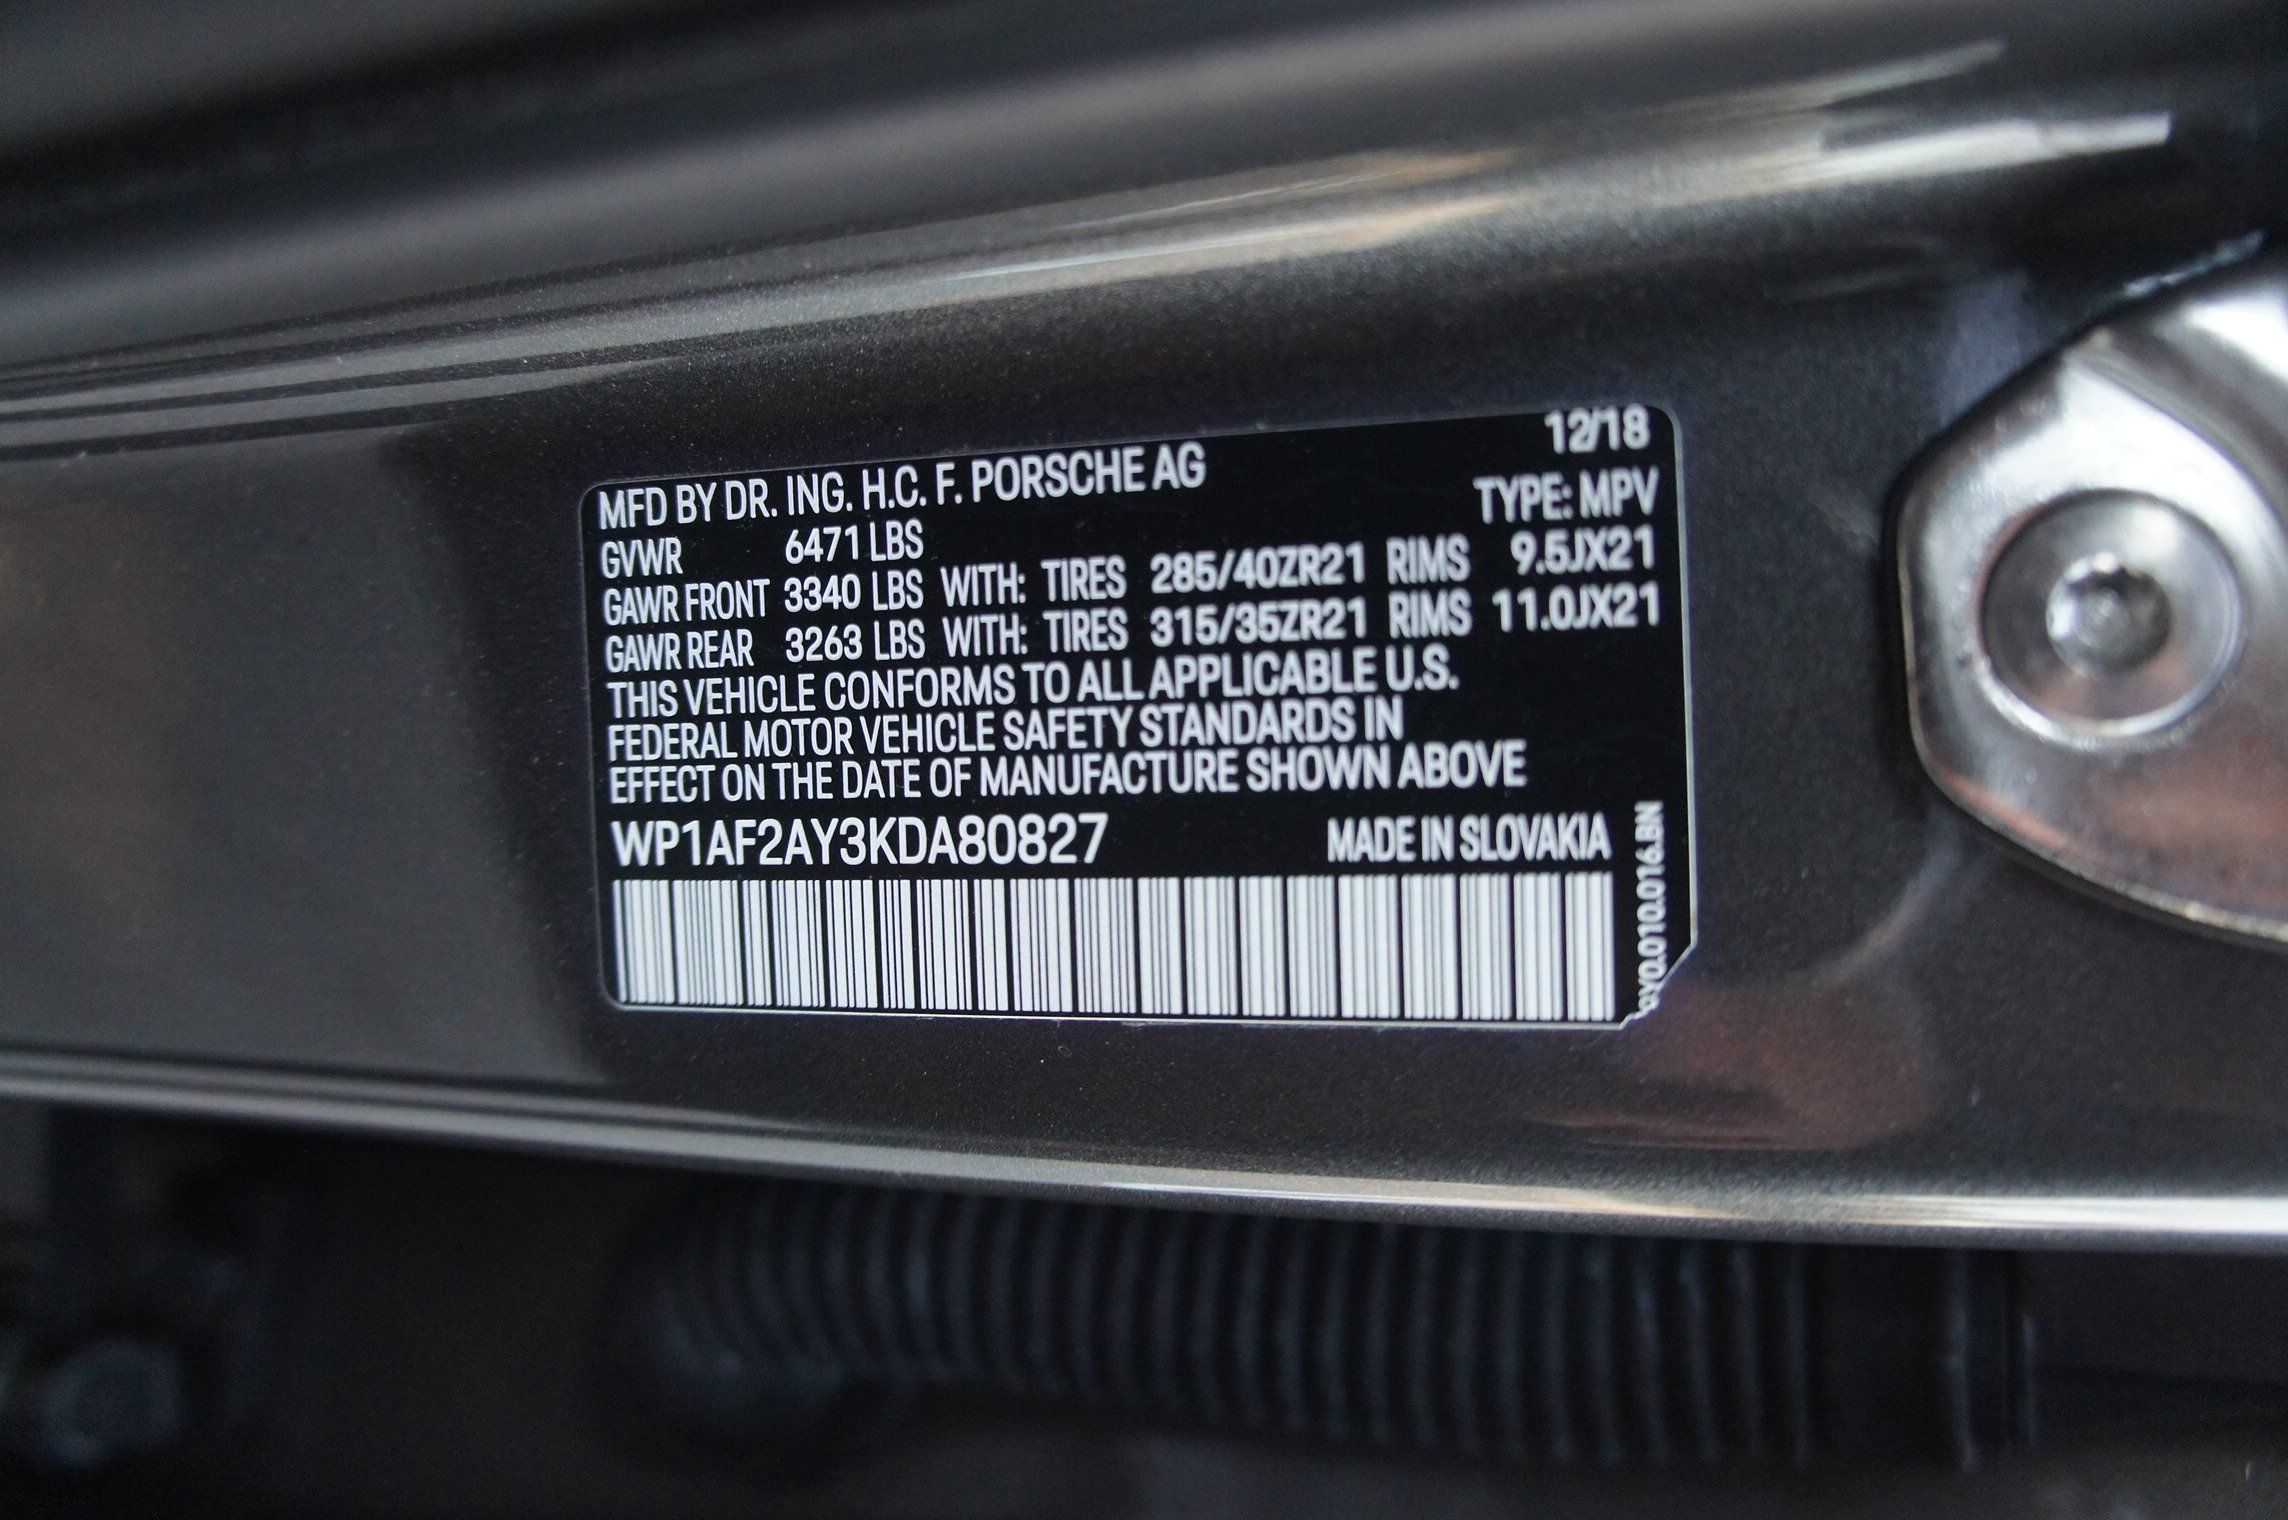 12/18
MFD BY DR. ING. H.C. F. PORSCHE AG
TYPE: MPV
GVWR 6471 LBS
GAWR FRONT 3340 LBS WITH: TIRES 285/40ZR21 RIMS 9.5JX21
GAWR REAR 3263 LBS WITH: TIRES 315/35ZR21 RIMS 11.0JX21
THIS VEHICLE CONFORMS TO ALL APPLICABLE U.S.
FEDERAL MOTOR VEHICLE SAFETY STANDARDS IN
EFFECT ON THE DATE OF MANUFACTURE SHOWN ABOVE
WP1AF2AY3KDA80827 MADE IN SLOVAKIA